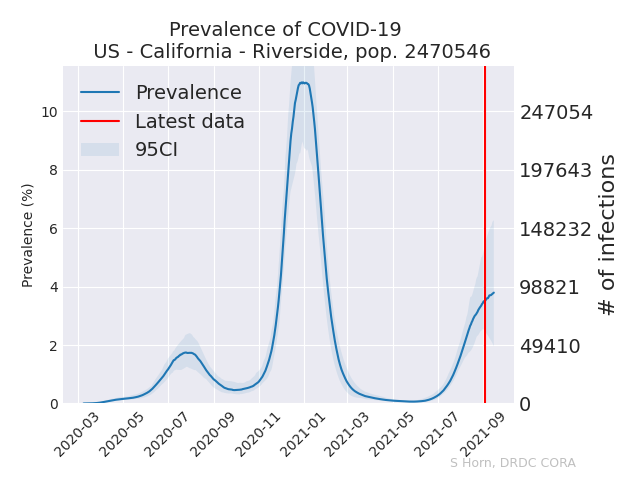 Prevalence of COVID-19
US - California - Riverside, pop. 2470546
Prevalence
Latest data
95CI
Prevalence (%)
10
8
6
4
2
0
247054
197643
148232
98821
49410
0
# of infections
2020-03
2020-05
2020-07
2020-09
2020-11
2021-01
2021-03
2021-05
2021-07
2021-09
S Horn, DRDC CORA